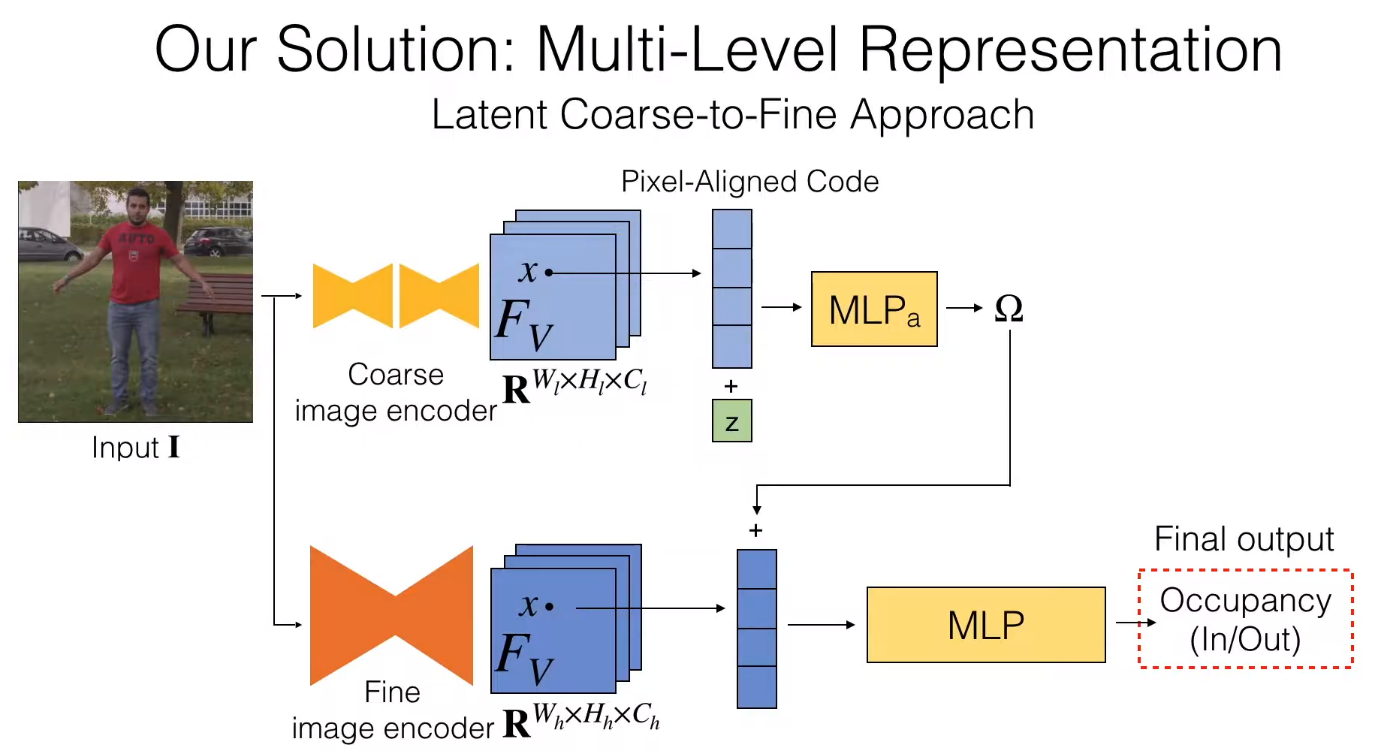 Our Solution: Multi-Level Representation
Latent Coarse-to-Fine Approach
Pixel-Aligned Code
x
F_V
MLP_a
Ω
Coarse
image encoder
R^{W_l×H_l×C_l}
+
z
Input I
+
Final output
x
F_V
MLP
Occupancy
(In/Out)
Fine
image encoder
R^{W_h×H_h×C_h}